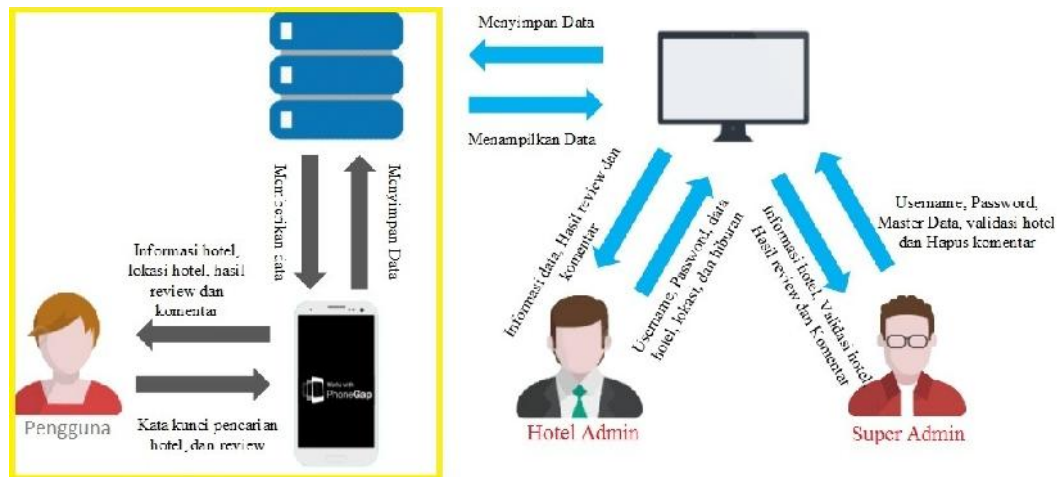 Menyimpan Data
Menampilkan Data
Memberikan data
Menyimpan Data
Informasi hotel,
lokasi hotel, hasil
review dan
komentar
Made with
PhoneGap
Pengguna
Kata kunci pencarian
hotel, dan review
Informasi data, Hasil review dan
komentar
Username, Password, data
hotel, lokasi, dan hiburan
Hotel Admin
Informasi hotel, Validasi hotel
Hasil review dan Komentar
Username, Password,
Master Data, validasi hotel
dan Hapus komentar
Super Admin